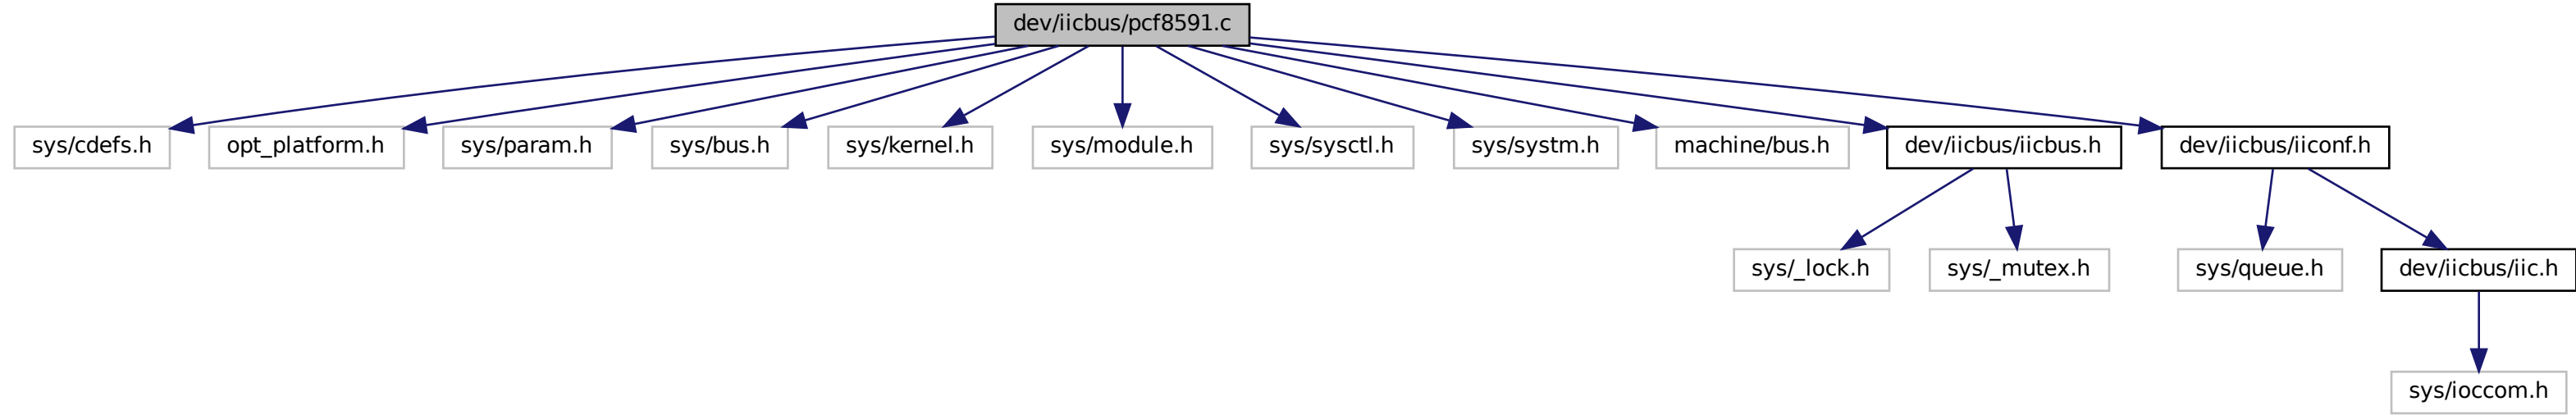 dev/iicbus/pcf8591.c
sys/cdefs.h
opt_platform.h
sys/param.h
sys/bus.h
sys/kernel.h
sys/module.h
sys/sysctl.h
sys/systm.h
machine/bus.h
dev/iicbus/iicbus.h
dev/iicbus/iiconf.h
sys/_lock.h
sys/_mutex.h
sys/queue.h
dev/iicbus/iic.h
sys/ioccom.h